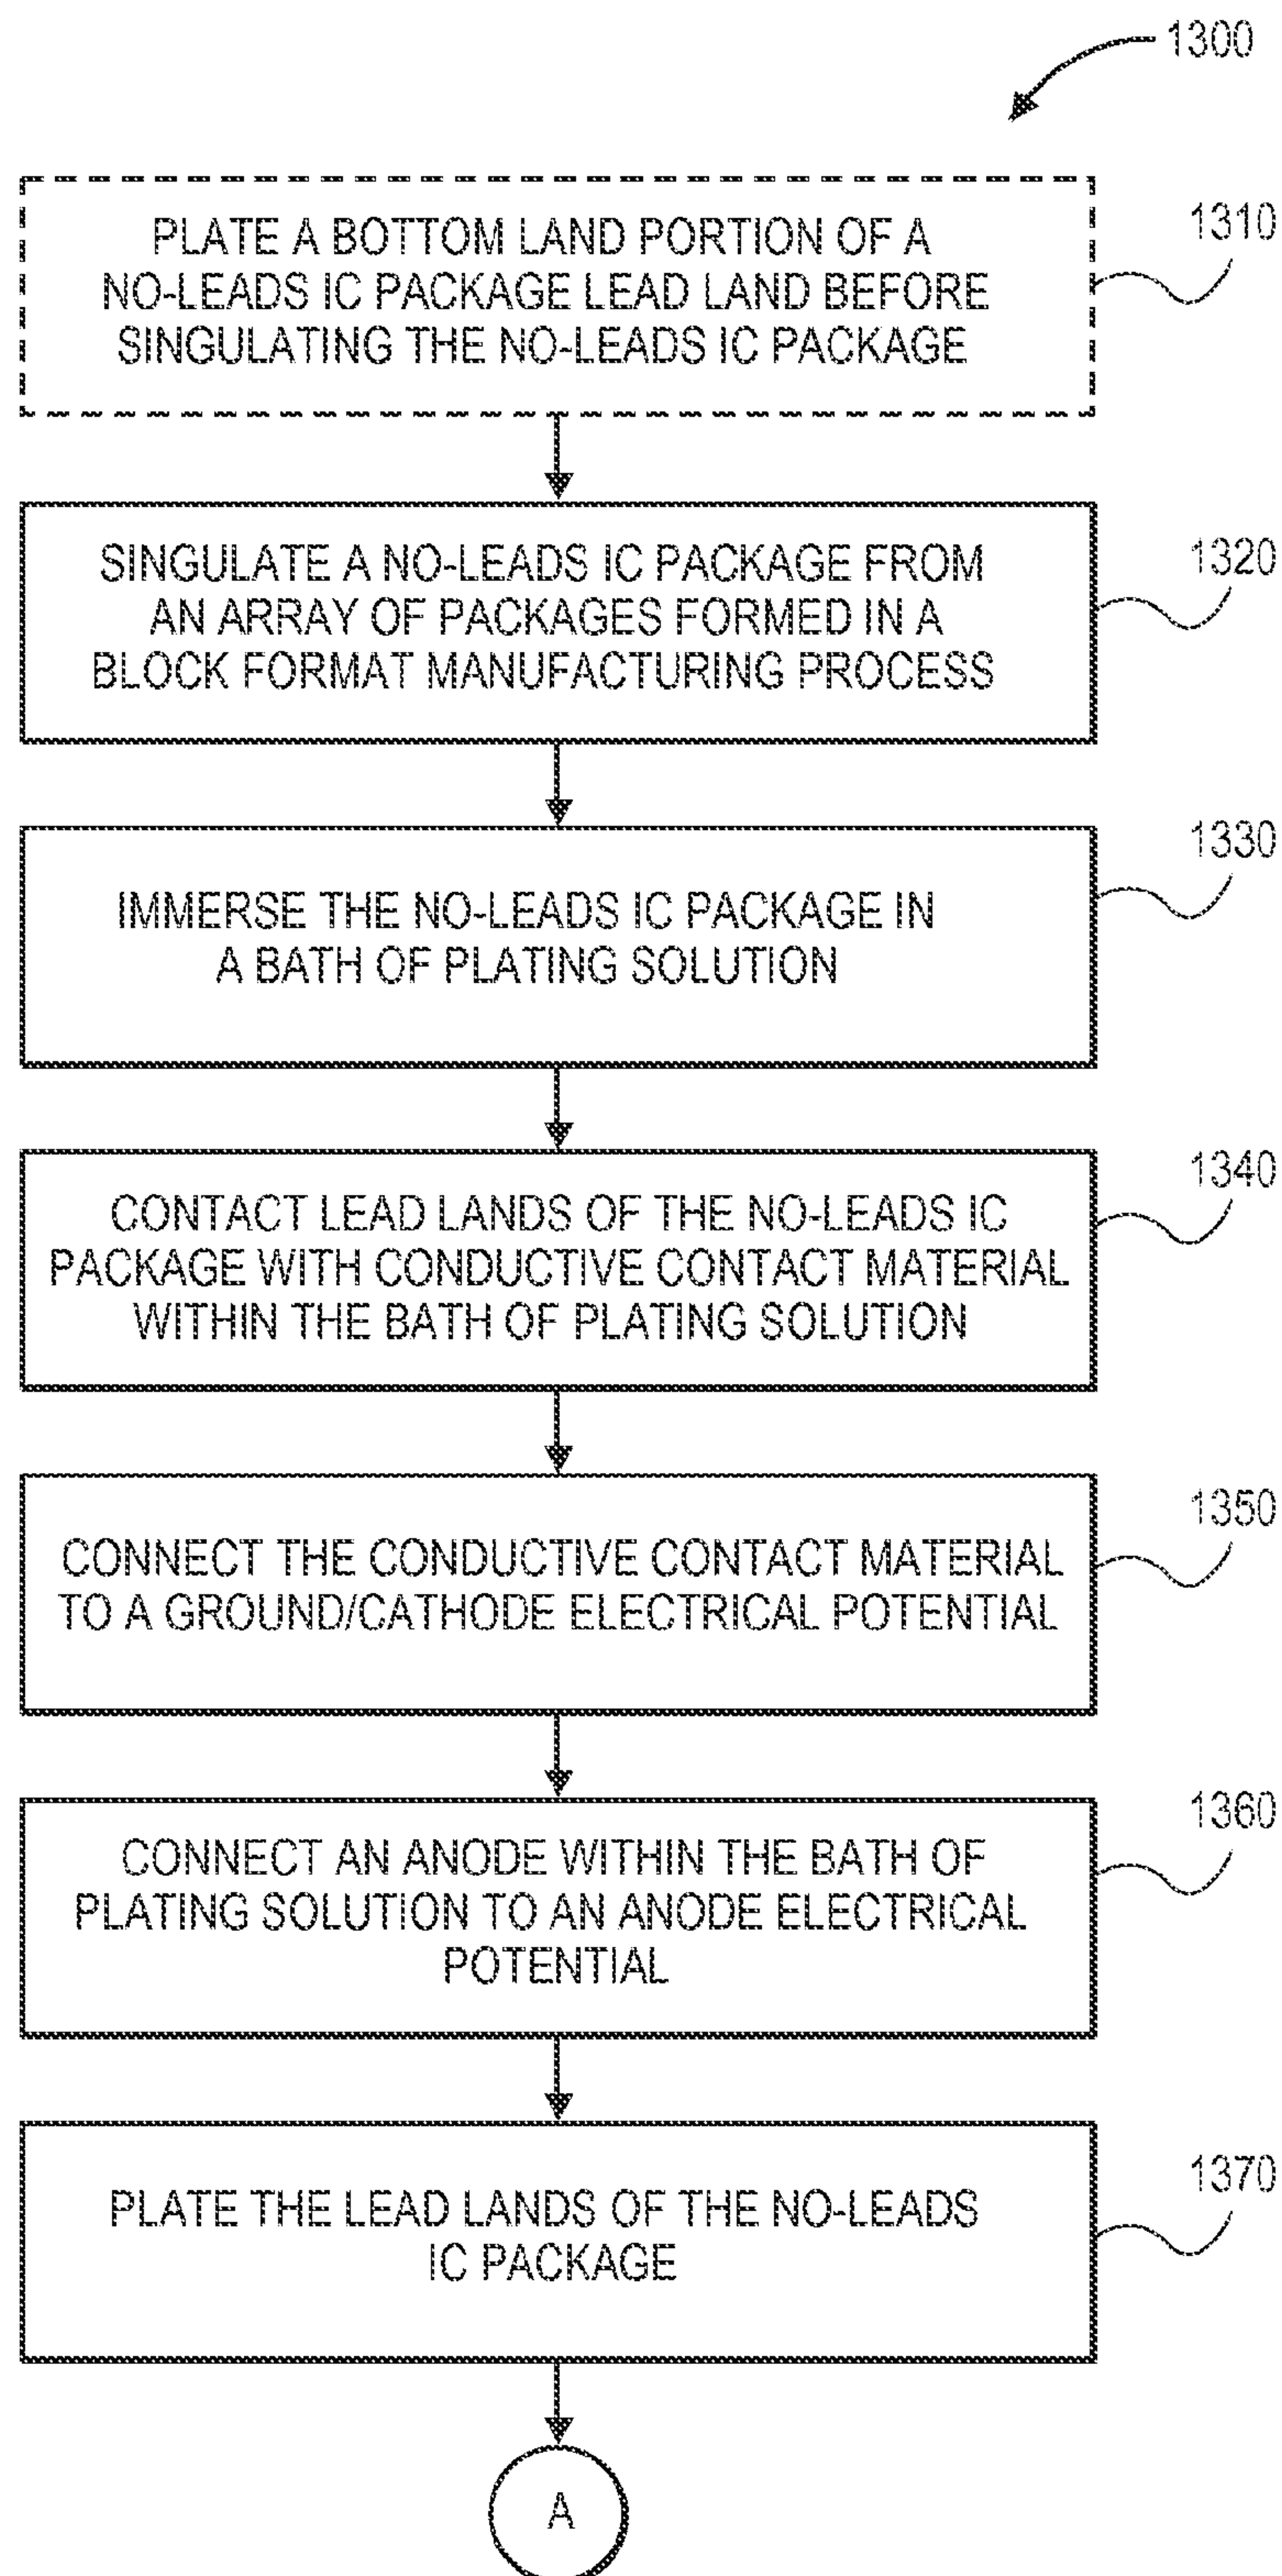 1300
PLATE A BOTTOM LAND PORTION OF A
NO-LEADS IC PACKAGE LEAD LAND BEFORE
SINGULATING THE NO-LEADS IC PACKAGE
1310
SINGULATE A NO-LEADS IC PACKAGE FROM
AN ARRAY OF PACKAGES FORMED IN A
BLOCK FORMAT MANUFACTURING PROCESS
1320
IMMERSE THE NO-LEADS IC PACKAGE IN
A BATH OF PLATING SOLUTION
1330
CONTACT LEAD LANDS OF THE NO-LEADS IC
PACKAGE WITH CONDUCTIVE CONTACT MATERIAL
WITHIN THE BATH OF PLATING SOLUTION
1340
CONNECT THE CONDUCTIVE CONTACT MATERIAL
TO A GROUND/CATHODE ELECTRICAL POTENTIAL
1350
CONNECT AN ANODE WITHIN THE BATH OF
PLATING SOLUTION TO AN ANODE ELECTRICAL
POTENTIAL
1360
PLATE THE LEAD LANDS OF THE NO-LEADS
IC PACKAGE
1370
A